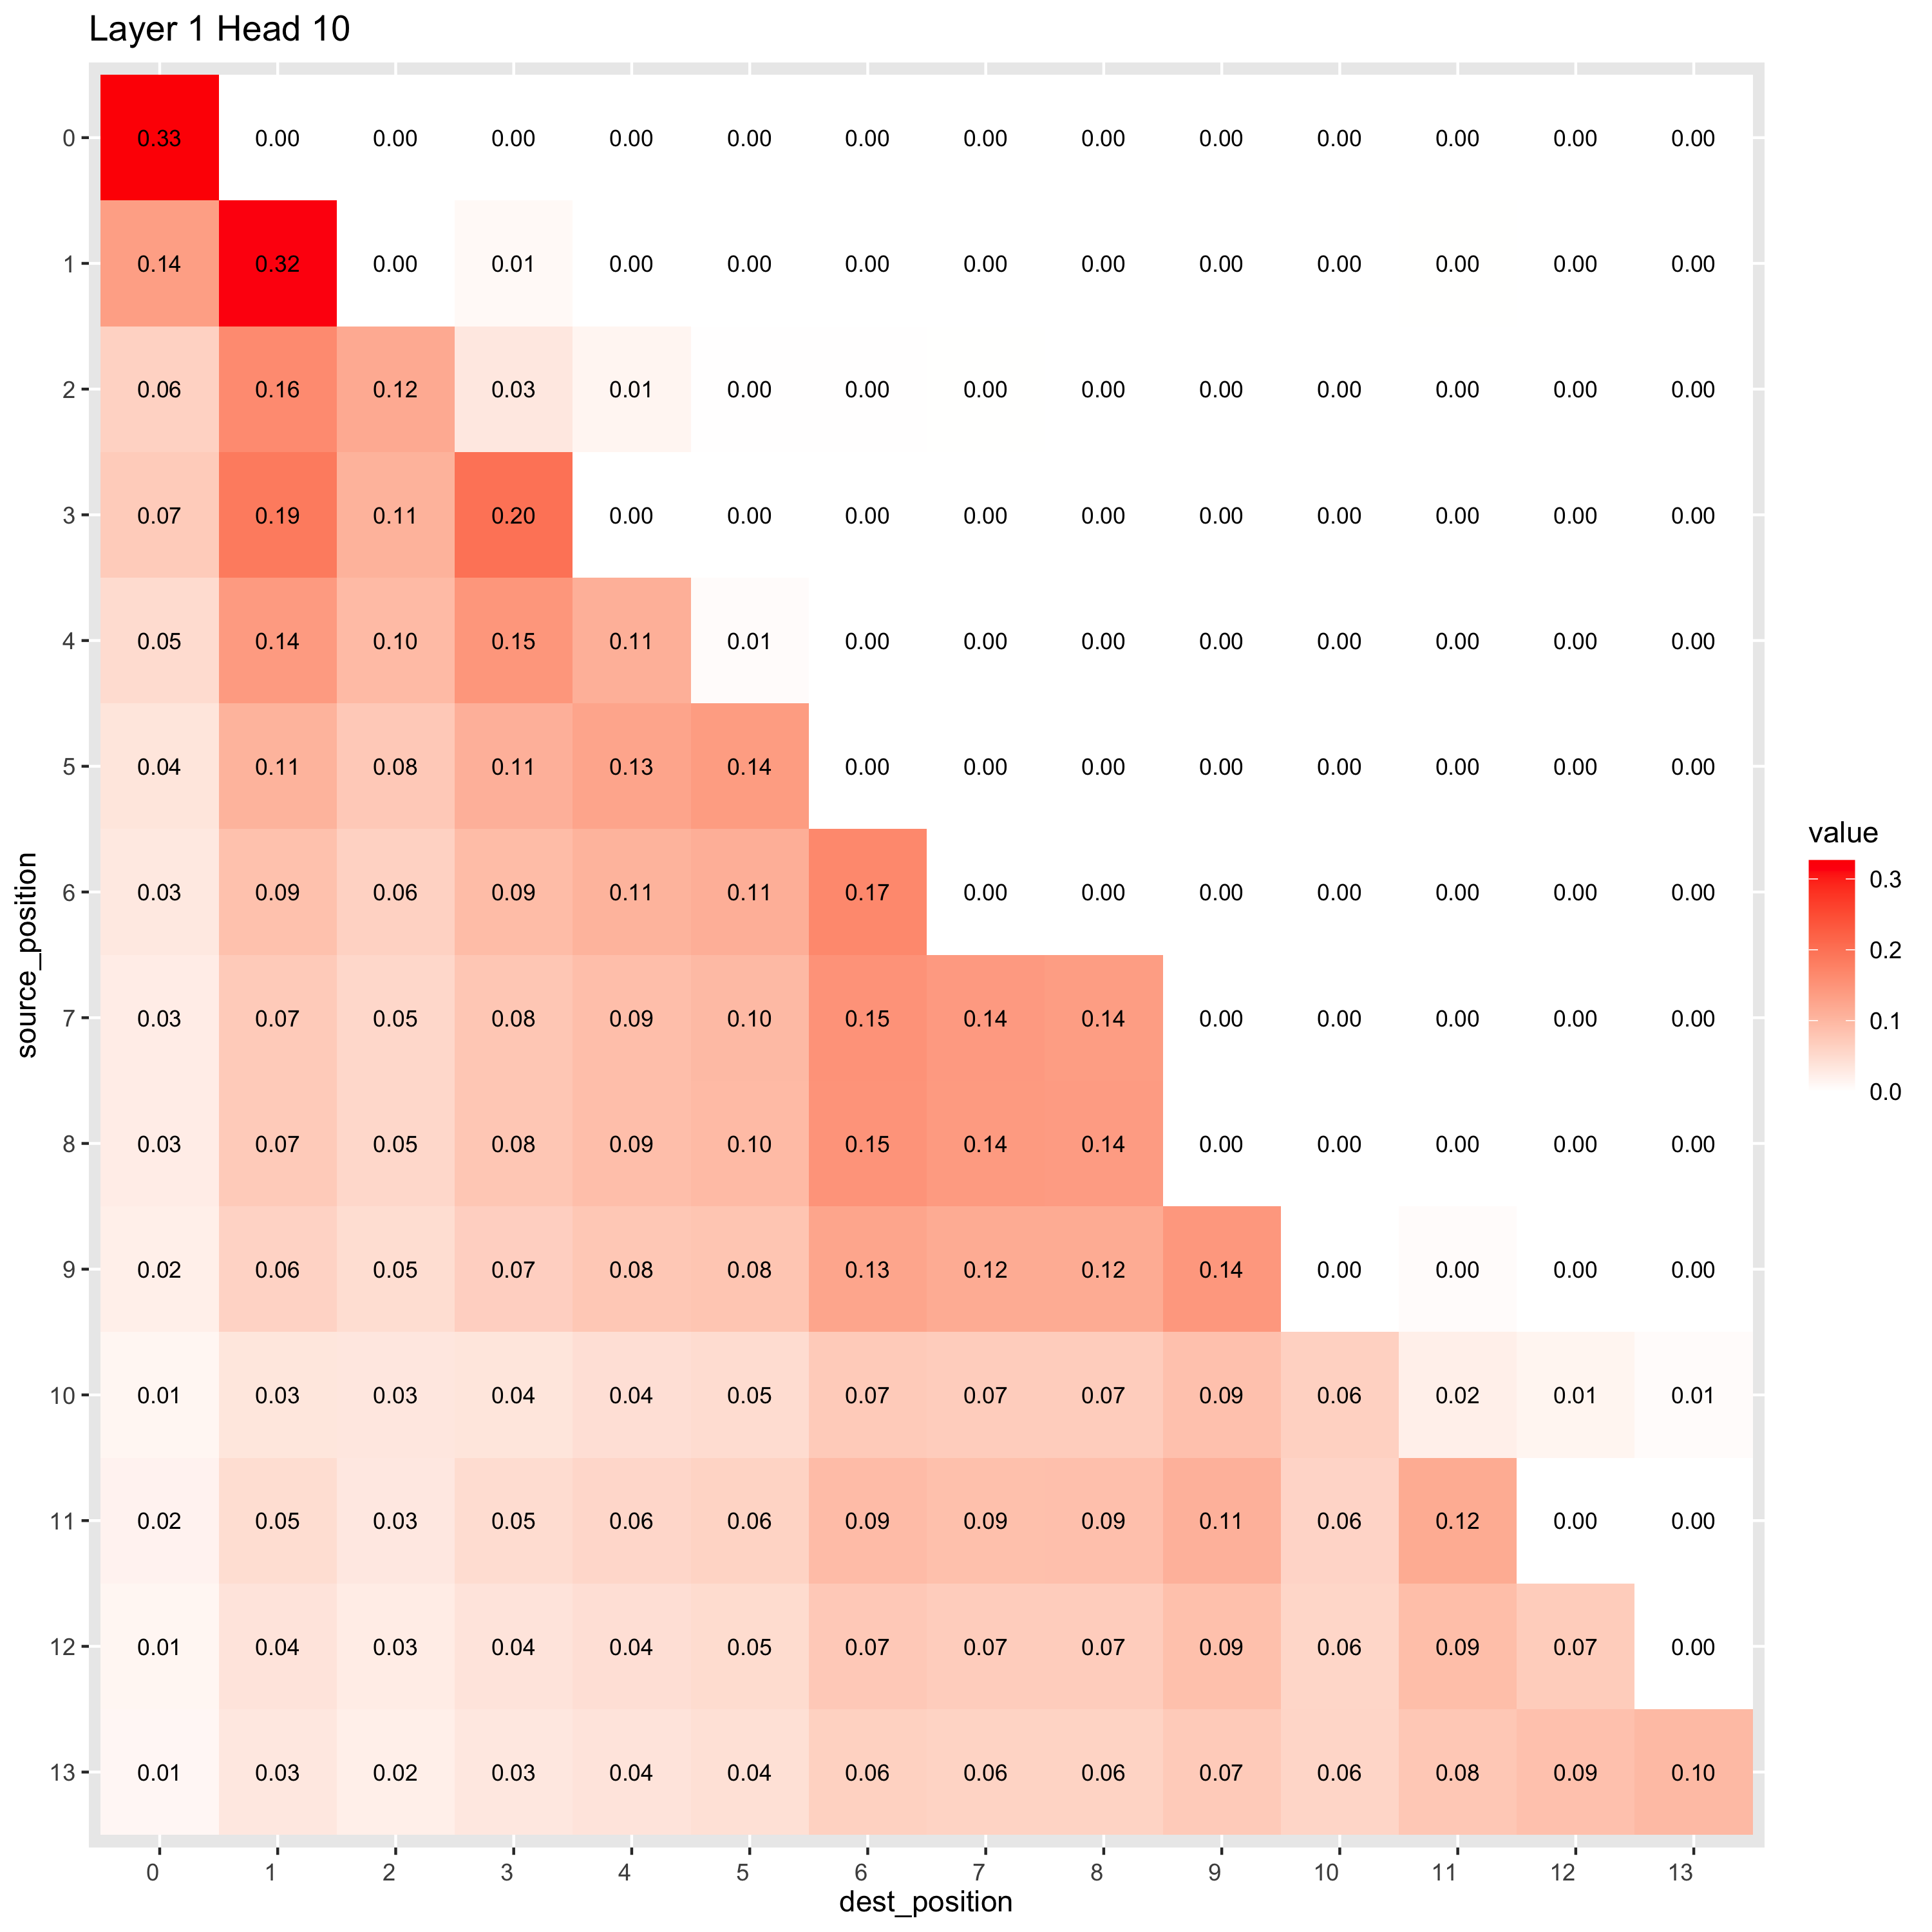 Layer 1 Head 10
0 0.33 0.00 0.00 0.00 0.00 0.00 0.00 0.00 0.00 0.00 0.00 0.00 0.00 0.00
1 0.14 0.32 0.00 0.01 0.00 0.00 0.00 0.00 0.00 0.00 0.00 0.00 0.00 0.00
2 0.06 0.16 0.12 0.03 0.01 0.00 0.00 0.00 0.00 0.00 0.00 0.00 0.00 0.00
3 0.07 0.19 0.11 0.20 0.00 0.00 0.00 0.00 0.00 0.00 0.00 0.00 0.00 0.00
4 0.05 0.14 0.10 0.15 0.11 0.01 0.00 0.00 0.00 0.00 0.00 0.00 0.00 0.00
5 0.04 0.11 0.08 0.11 0.13 0.14 0.00 0.00 0.00 0.00 0.00 0.00 0.00 0.00
6 0.03 0.09 0.06 0.09 0.11 0.11 0.17 0.00 0.00 0.00 0.00 0.00 0.00 0.00
7 0.03 0.07 0.05 0.08 0.09 0.10 0.15 0.14 0.14 0.00 0.00 0.00 0.00 0.00
8 0.03 0.07 0.05 0.08 0.09 0.10 0.15 0.14 0.14 0.00 0.00 0.00 0.00 0.00
9 0.02 0.06 0.05 0.07 0.08 0.08 0.13 0.12 0.12 0.14 0.00 0.00 0.00 0.00
10 0.01 0.03 0.03 0.04 0.04 0.05 0.07 0.07 0.07 0.09 0.06 0.02 0.01 0.01
11 0.02 0.05 0.03 0.05 0.06 0.06 0.09 0.09 0.09 0.11 0.06 0.12 0.00 0.00
12 0.01 0.04 0.03 0.04 0.04 0.05 0.07 0.07 0.07 0.09 0.06 0.09 0.07 0.00
13 0.01 0.03 0.02 0.03 0.04 0.04 0.06 0.06 0.06 0.07 0.06 0.08 0.09 0.10
0 1 2 3 4 5 6 7 8 9 10 11 12 13
dest_position
source_position
value
0.3
0.2
0.1
0.0